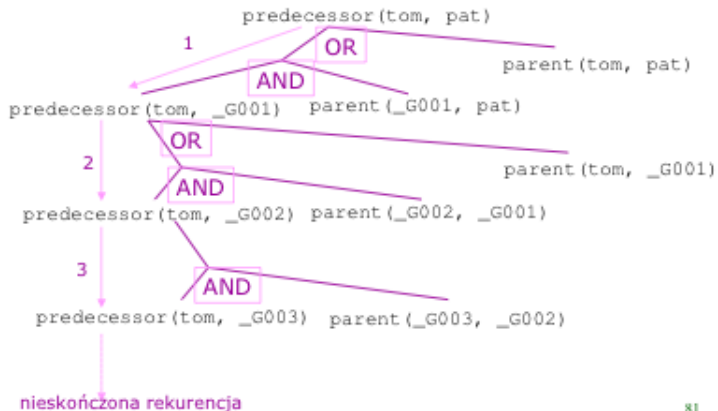 predecessor(tom, pat)
1
OR
parent(tom, pat)
AND
predecessor(tom, _G001) parent(_G001, pat)
OR
2
parent(tom, _G001)
AND
predecessor(tom, _G002) parent(_G002, _G001)
3
AND
predecessor(tom, _G003) parent(_G003, _G002)
nieskończona rekurencja
81